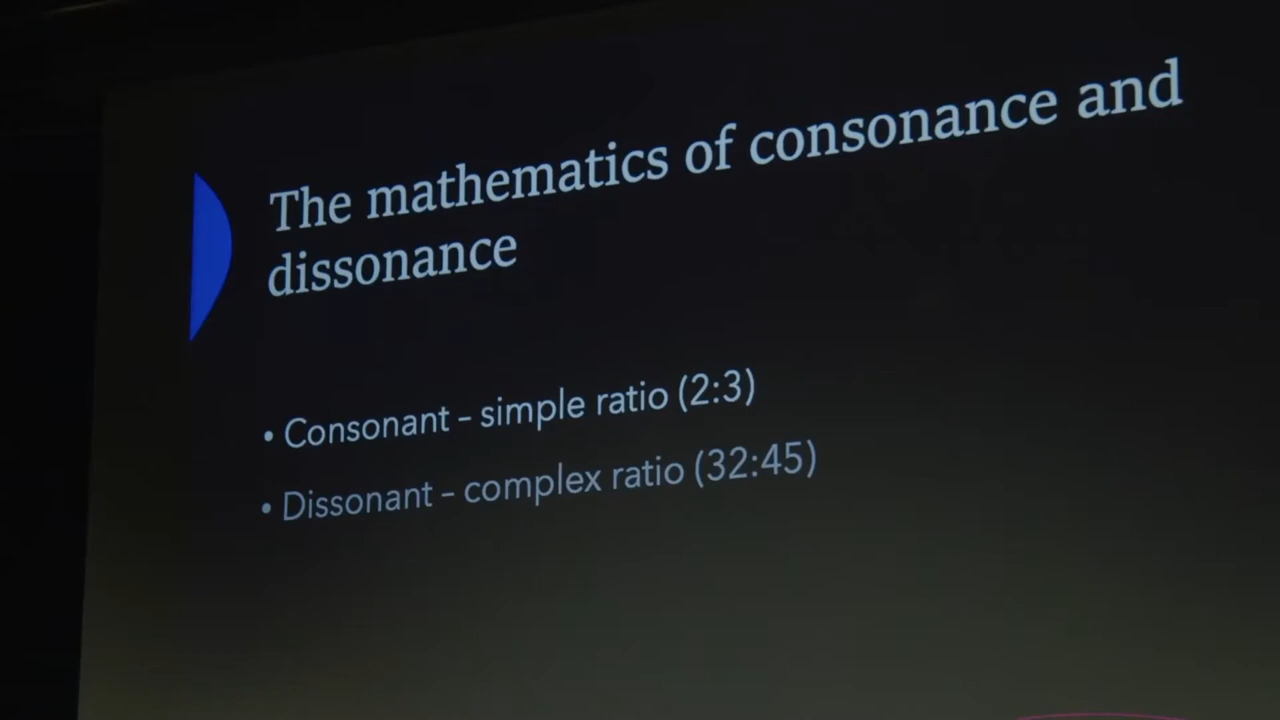 The mathematics of consonance and
dissonance
• Consonant – simple ratio (2:3)
• Dissonant – complex ratio (32:45)